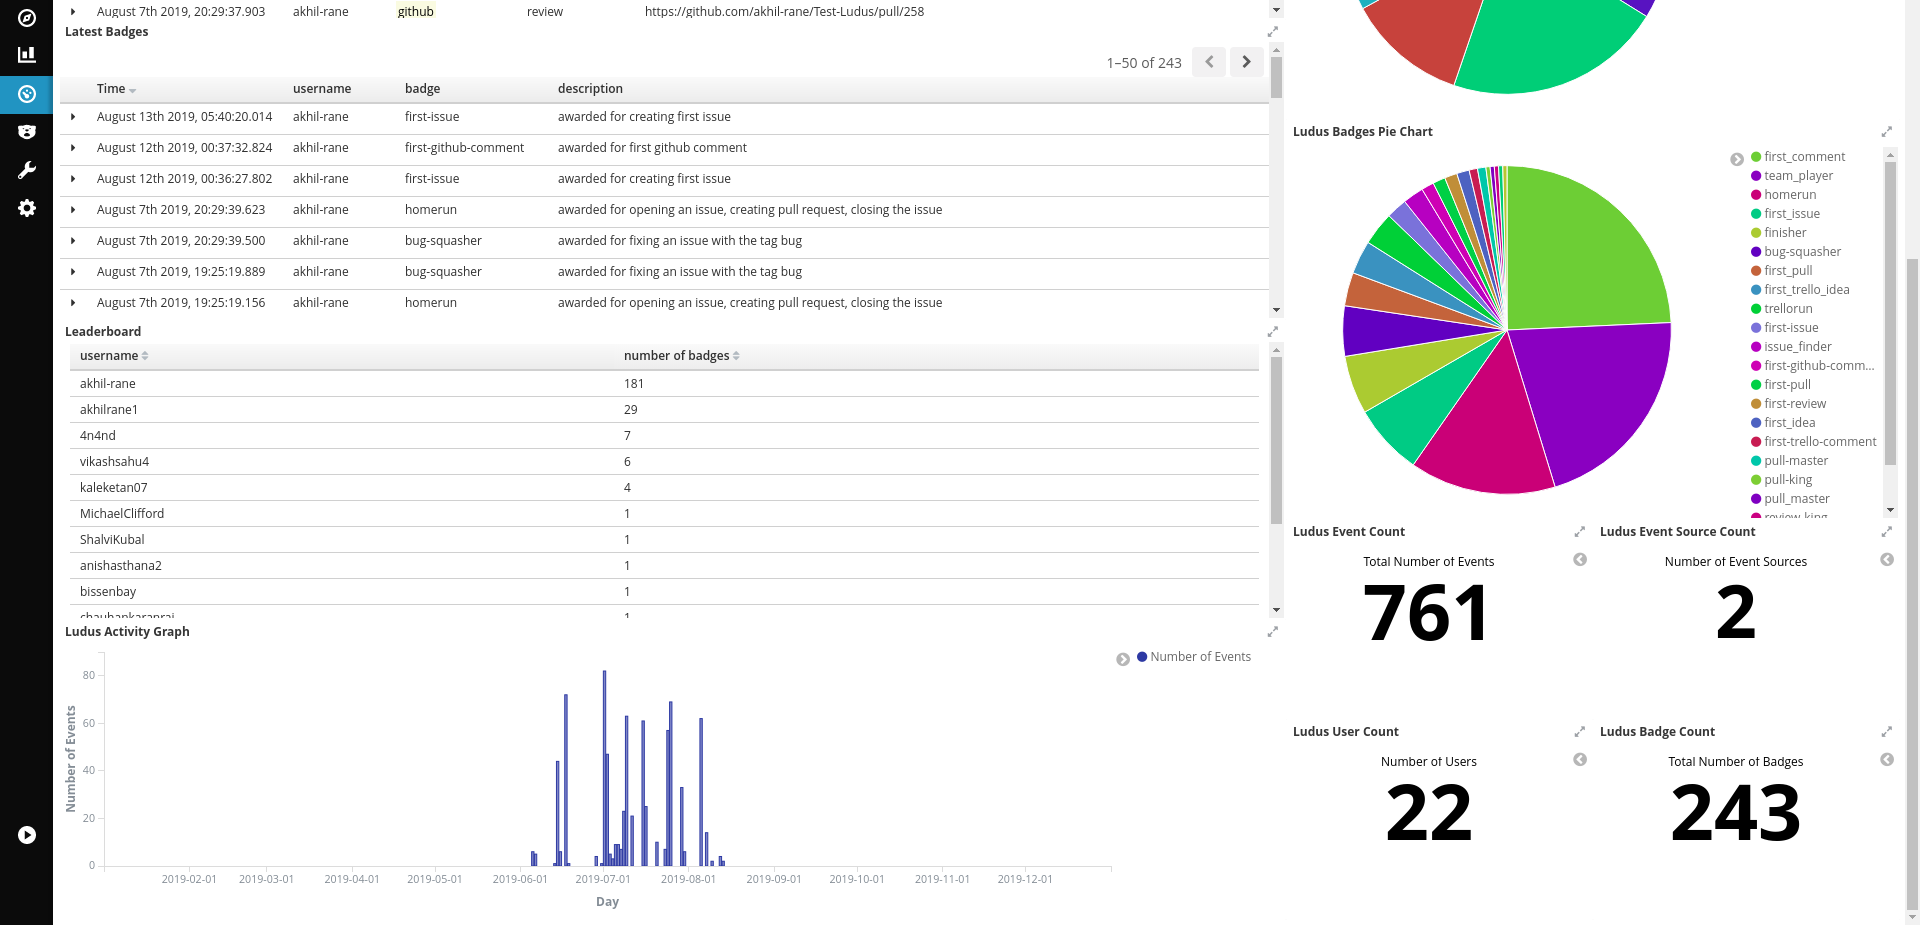 August 7th 2019, 20:29:37.903 akhil-rane github review https://github.com/akhil-rane/Test-Ludus/pull/258
Latest Badges
1–50 of 243
Time username badge description
August 13th 2019, 05:40:20.014 akhil-rane first-issue awarded for creating first issue
August 12th 2019, 00:37:32.824 akhil-rane first-github-comment awarded for first github comment
August 12th 2019, 00:36:27.802 akhil-rane first-issue awarded for creating first issue
August 7th 2019, 20:29:39.623 akhil-rane homerun awarded for opening an issue, creating pull request, closing the issue
August 7th 2019, 20:29:39.500 akhil-rane bug-squasher awarded for fixing an issue with the tag bug
August 7th 2019, 19:25:19.889 akhil-rane bug-squasher awarded for fixing an issue with the tag bug
August 7th 2019, 19:25:19.156 akhil-rane homerun awarded for opening an issue, creating pull request, closing the issue
Leaderboard
username number of badges
akhil-rane 181
akhilrane1 29
4n4nd 7
vikashsahu4 6
kaleketan07 4
MichaelClifford 1
ShalviKubal 1
anishasthana2 1
bissenbay 1
chauhankaranraj 1
Ludus Activity Graph
Number of Events
80
60
40
20
0
Number of Events
2019-02-01 2019-03-01 2019-04-01 2019-05-01 2019-06-01 2019-07-01 2019-08-01 2019-09-01 2019-10-01 2019-11-01 2019-12-01
Day
Ludus Badges Pie Chart
first_comment
team_player
homerun
first_issue
finisher
bug-squasher
first_pull
first_trello_idea
trellorun
first-issue
issue_finder
first-github-comm...
first-pull
first-review
first_idea
first-trello-comment
pull-master
pull-king
pull_master
review-king
Ludus Event Count
Total Number of Events
761
Ludus Event Source Count
Number of Event Sources
2
Ludus User Count
Number of Users
22
Ludus Badge Count
Total Number of Badges
243